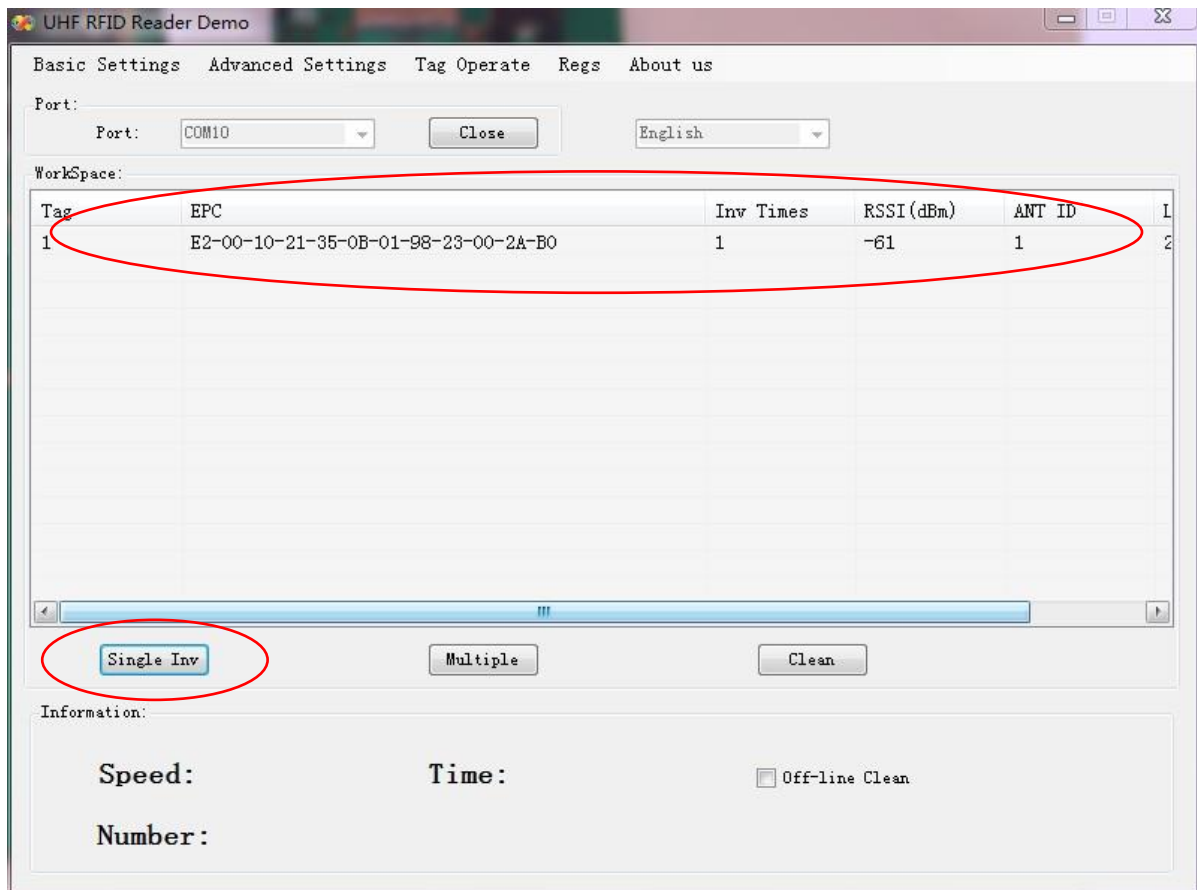 UHF RFID Reader Demo
Basic Settings Advanced Settings Tag Operate Regs About us
Port:
Port: COM10 Close English
WorkSpace:
Tag EPC Inv Times RSSI(dBm) ANT ID L
1 E2-00-10-21-35-0B-01-98-23-00-2A-B0 1 -61 1 2
Single Inv Multiple Clean
Information:
Speed: Time: Off-line Clean
Number: